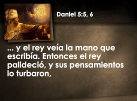 Daniel 5:5, 6
... y el rey veía la mano que
escribía. Entonces el rey
palideció, y sus pensamientos
lo turbaron,